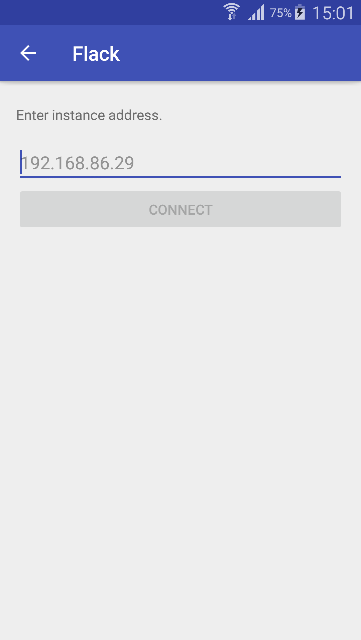 75% 15:01
Flack
Enter instance address.
192.168.86.29
CONNECT